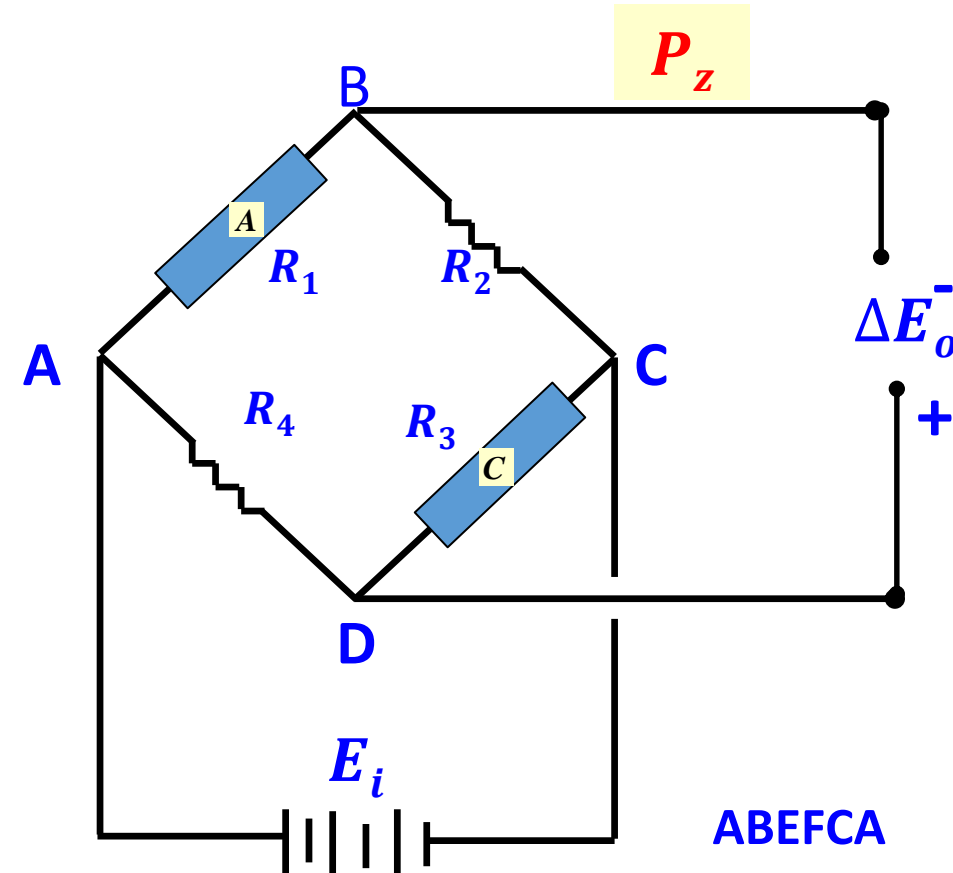 P_z
B
A
R_1
R_2
ΔE_o
-
A
C
R_4
R_3
+
C
D
E_i
ABEFCA